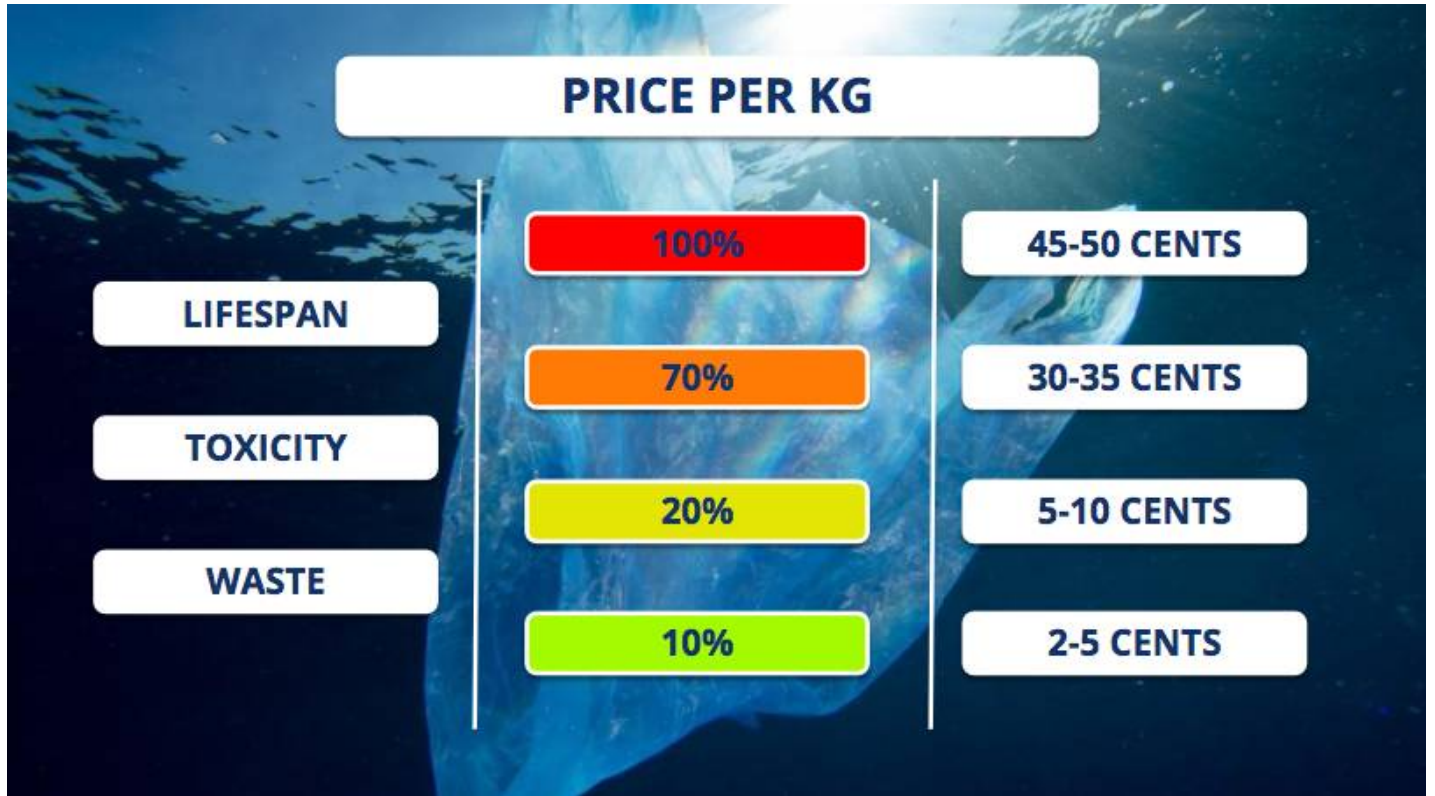 PRICE PER KG
LIFESPAN
TOXICITY
WASTE
100%
70%
20%
10%
45-50 CENTS
30-35 CENTS
5-10 CENTS
2-5 CENTS